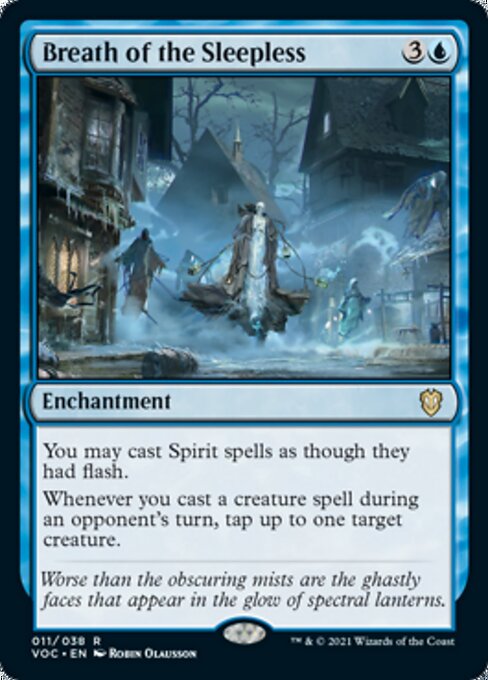 Breath of the Sleepless 3
Enchantment
You may cast Spirit spells as though they
had flash.
Whenever you cast a creature spell during
an opponent's turn, tap up to one target
creature.
Worse than the obscuring mists are the ghastly
faces that appear in the glow of spectral lanterns.
011/038 R
VOC • EN Robin Olausson
™ & © 2021 Wizards of the Coast